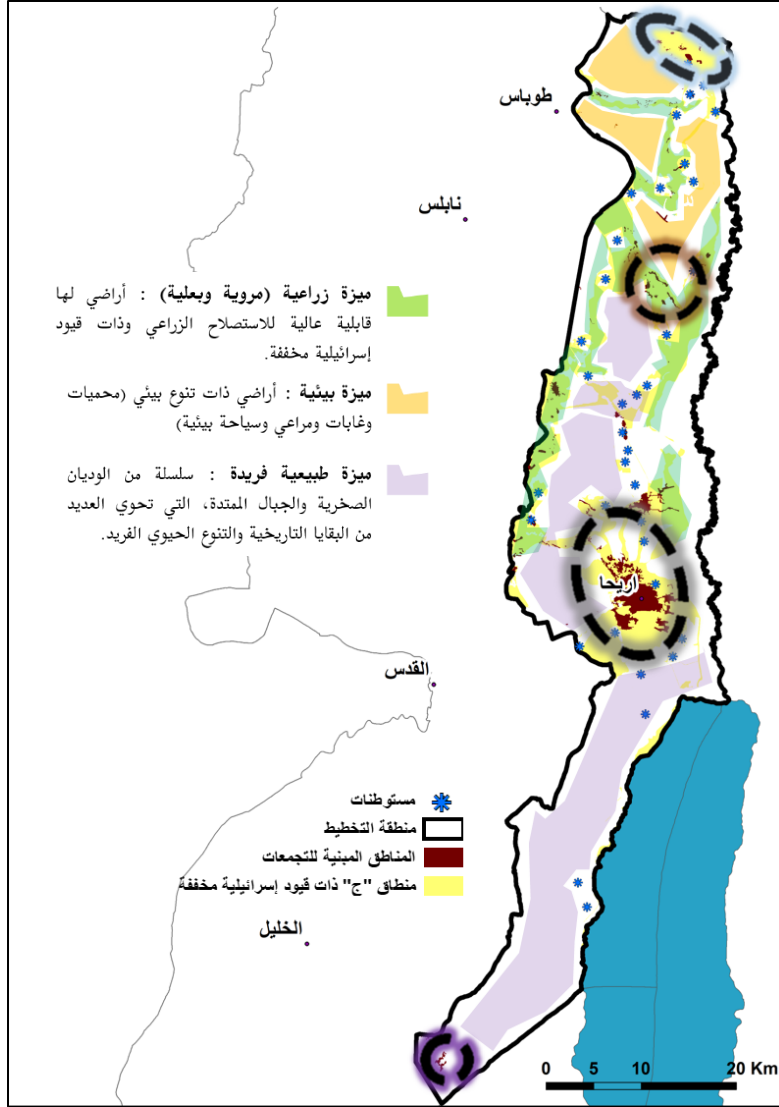 طوباس
نابلس
ميزة زراعية (مروية وبعلية) : أراضي لها
قابلية عالية للاستصلاح الزراعي وذات قيود
إسرائيلية مخففة.
ميزة بيئية : أراضي ذات تنوع بيئي (محميات
وغابات ومراعي وسياحة بيئية)
ميزة طبيعية فريدة : سلسلة من الوديان
الصخرية والجبال الممتدة، التي تحوي العديد
من البقايا التاريخية والتنوع الحيوي الفريد.
اريحا
القدس
مستوطنات
منطقة التخطيط
المناطق المبنية للتجمعات
منطاق "ج" ذات قيود إسرائيلية مخففة
الخليل
0 5 10 20 Km